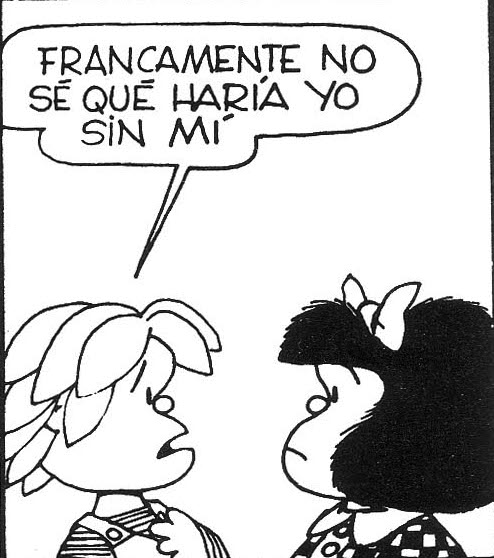 FRANCAMENTE NO
SÉ QUÉ HARÍA YO
SIN MÍ